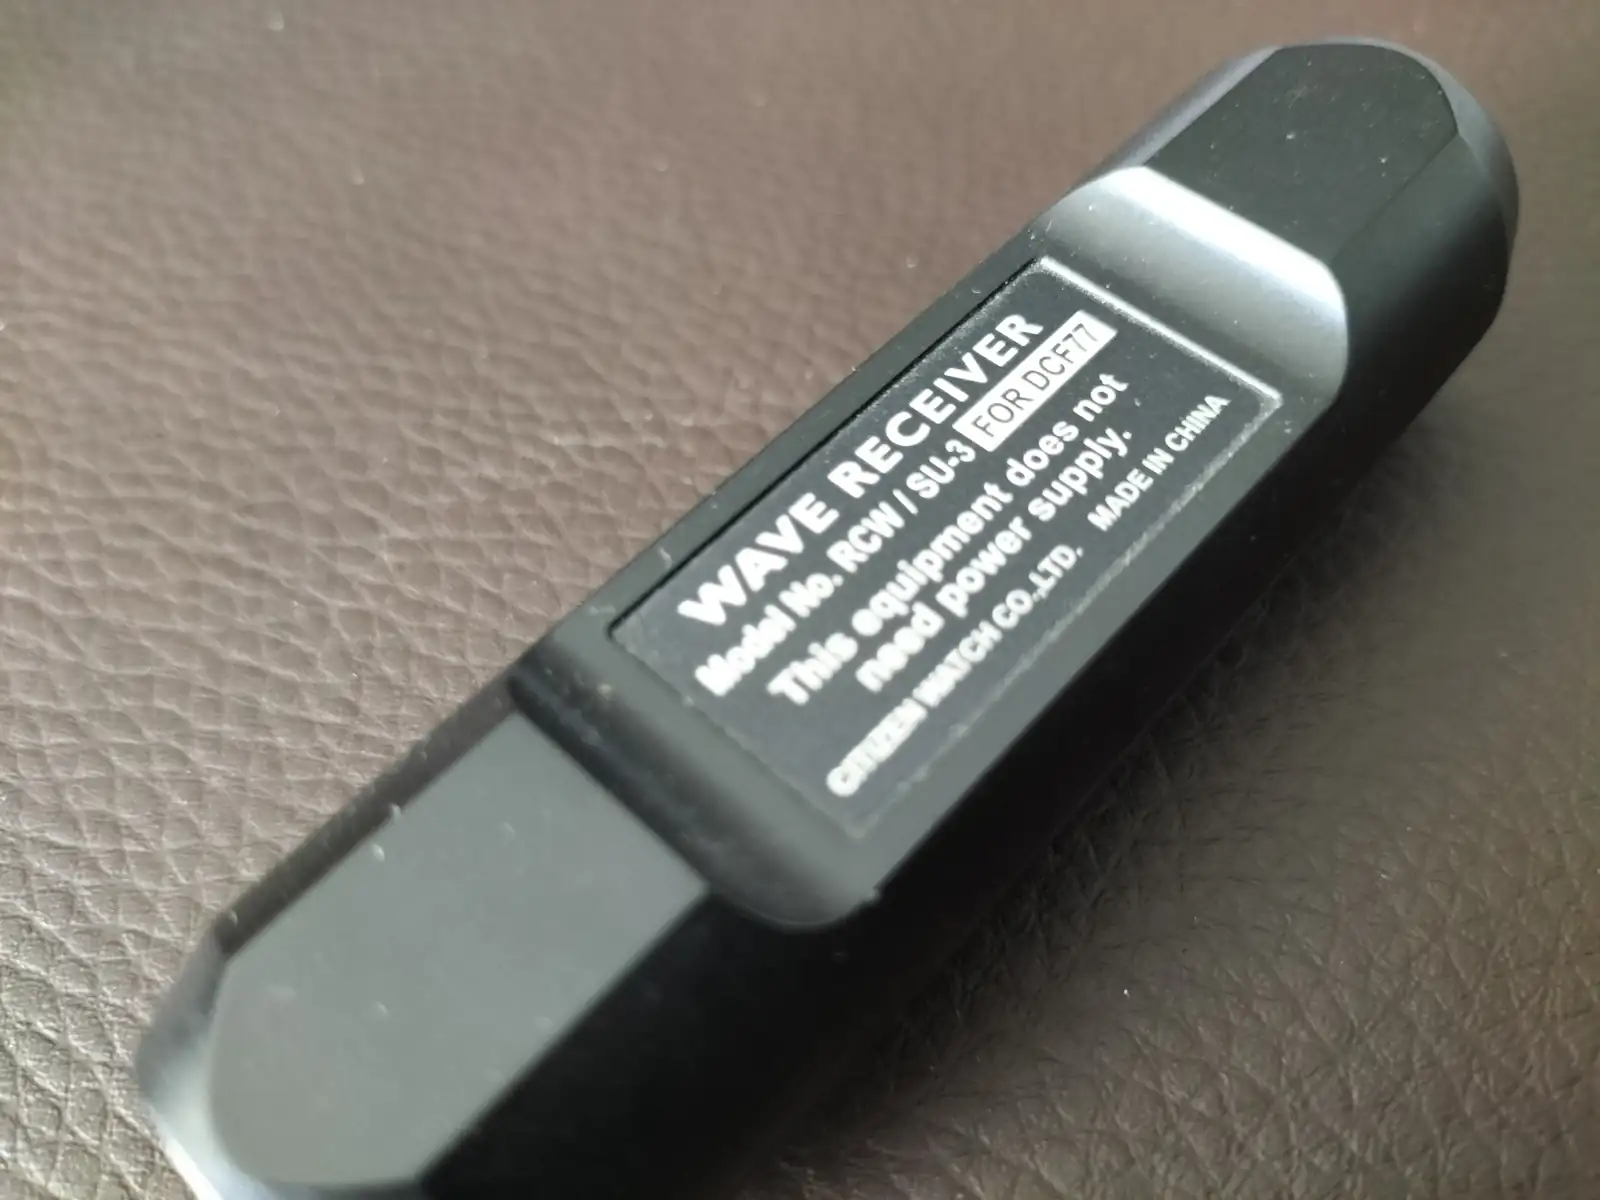 WAVE RECEIVER
Model No. RCW / SU-3 FOR DCF77
This equipment does not
need power supply.
CITIZEN WATCH CO.,LTD. MADE IN CHINA